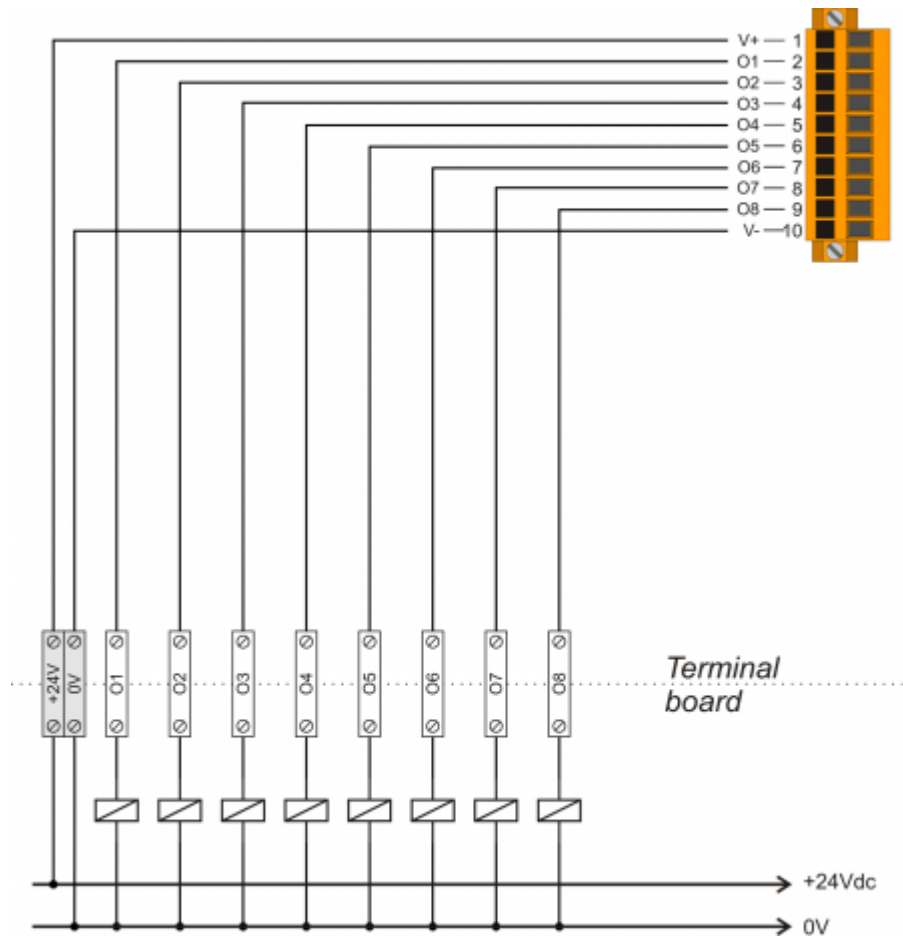 V+ — 1
O1 — 2
O2 — 3
O3 — 4
O4 — 5
O5 — 6
O6 — 7
O7 — 8
O8 — 9
V- — 10
+24V
0V
O1
O2
O3
O4
O5
O6
O7
O8
Terminal
board
+24Vdc
0V